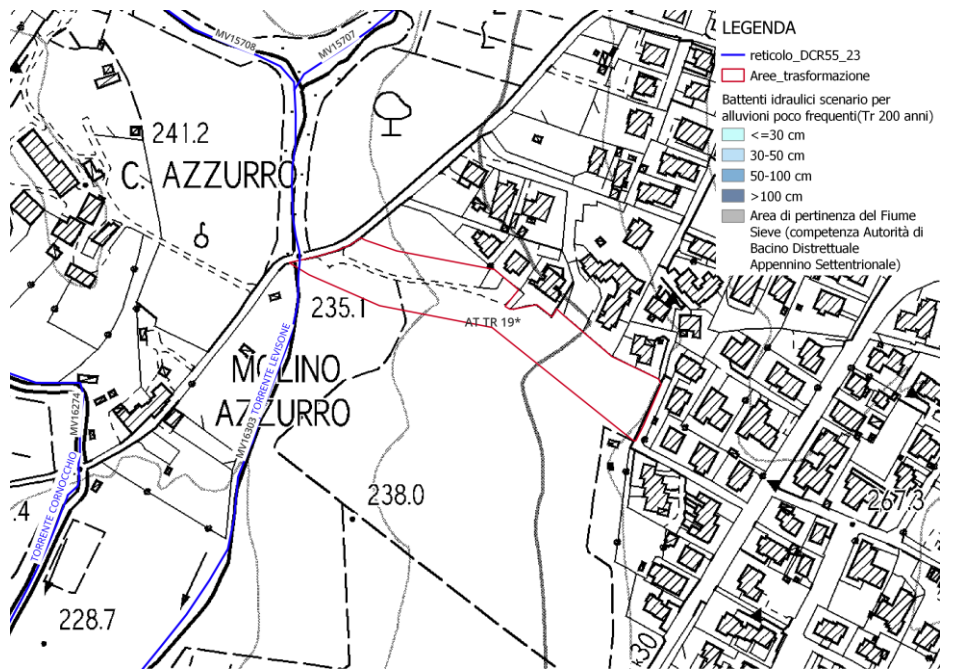 LEGENDA
reticolo_DCR55_23
Aree_trasformazione
Battenti idraulici scenario per
alluvioni poco frequenti(Tr 200 anni)
<=30 cm
30-50 cm
50-100 cm
>100 cm
Area di pertinenza del Fiume
Sieve (competenza Autorità di
Bacino Distrettuale
Appennino Settentrionale)
MV15708
MV15707
241.2
C. AZZURRO
235.1
AT TR 19*
MOLINO
AZZURRO
TORRENTE LEVISONE
MV16303
MV16274
TORRENTE CORNOCCHIO
238.0
267.3
.4
228.7
30